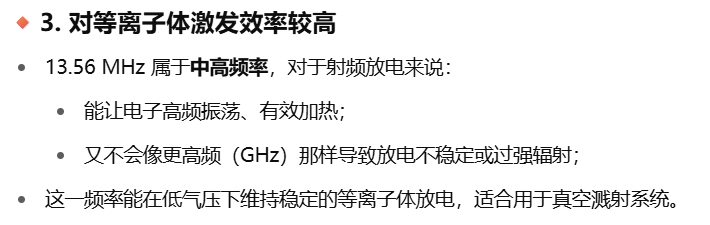 3. 对等离子体激发效率较高
13.56 MHz 属于中高频率，对于射频放电来说：
能让电子高频振荡、有效加热；
又不会像更高频（GHz）那样导致放电不稳定或过强辐射；
这一频率能在低气压下维持稳定的等离子体放电，适合用于真空溅射系统。